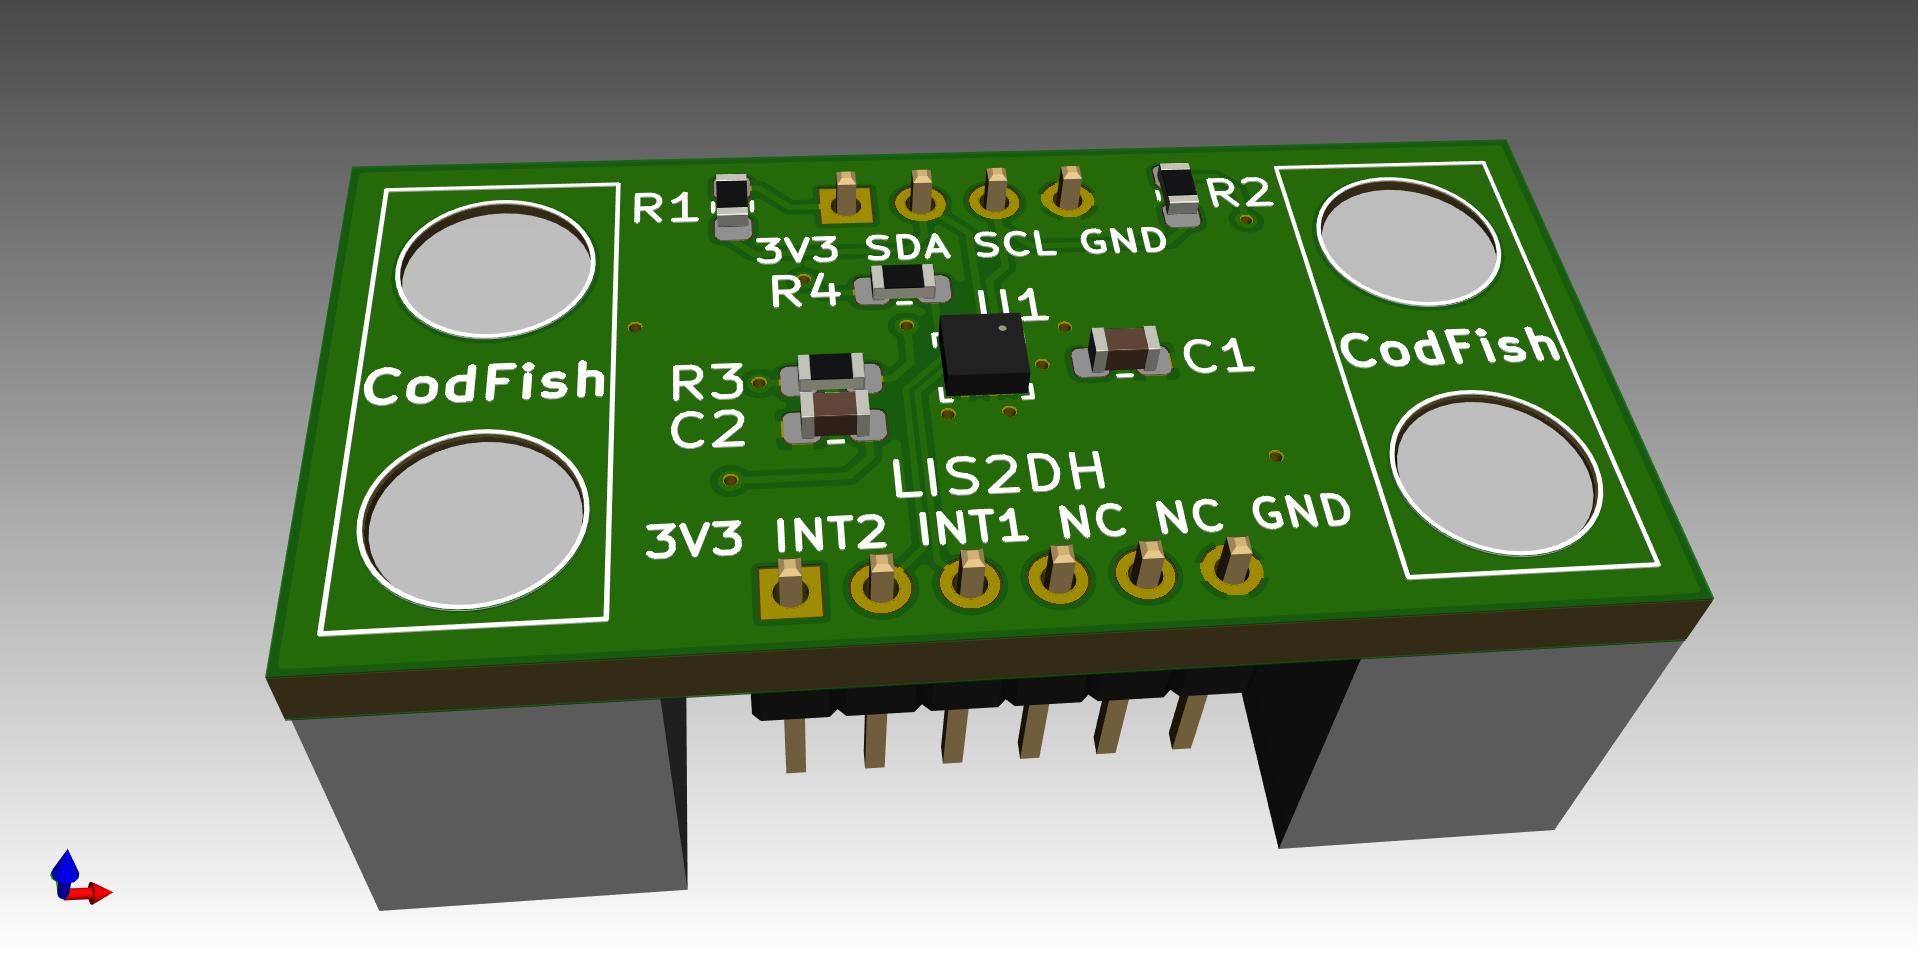 R1
R2
3V3 SDA SCL GND
R4
U1
CodFish
CodFish
R3
C1
C2
LIS2DH
3V3 INT2 INT1 NC NC GND